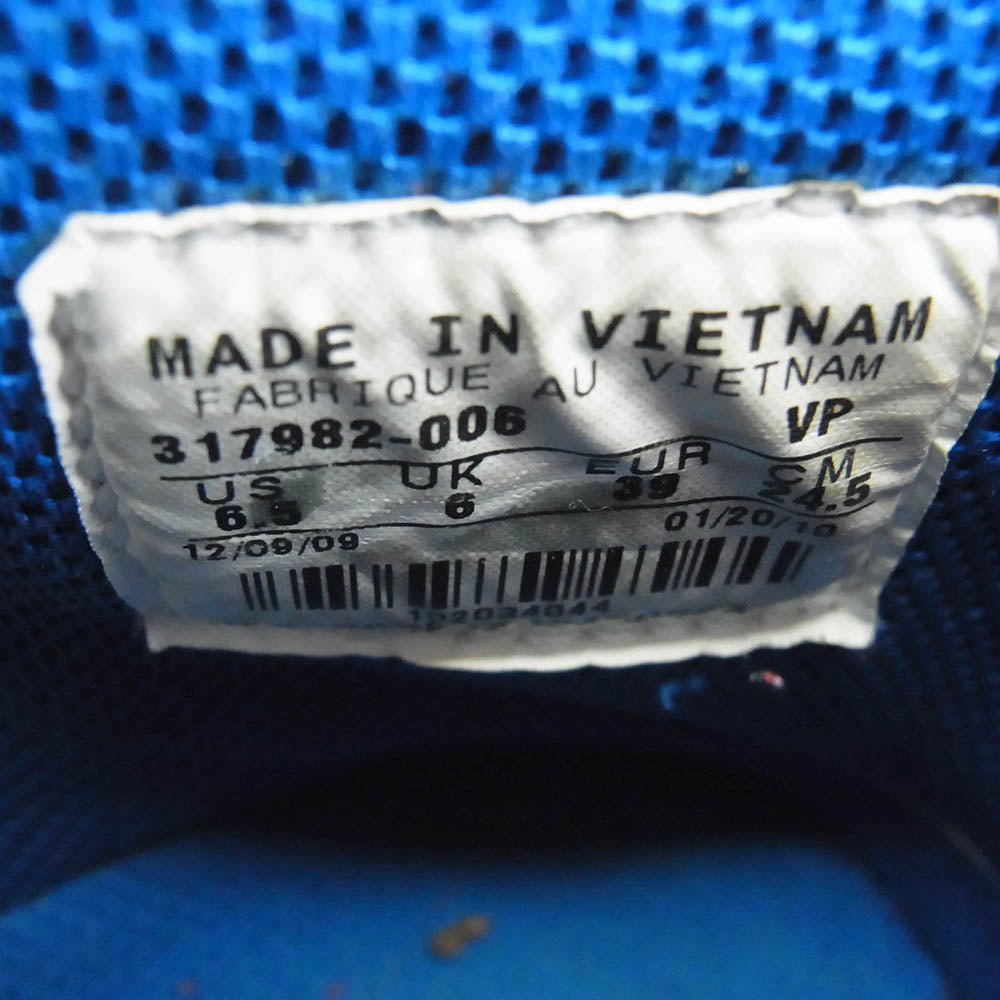 MADE IN VIETNAM
FABRIQUE AU VIETNAM
317982-006 VP
US UK EUR CM
6.5 6 39 24.5
12/09/09 01/20/10